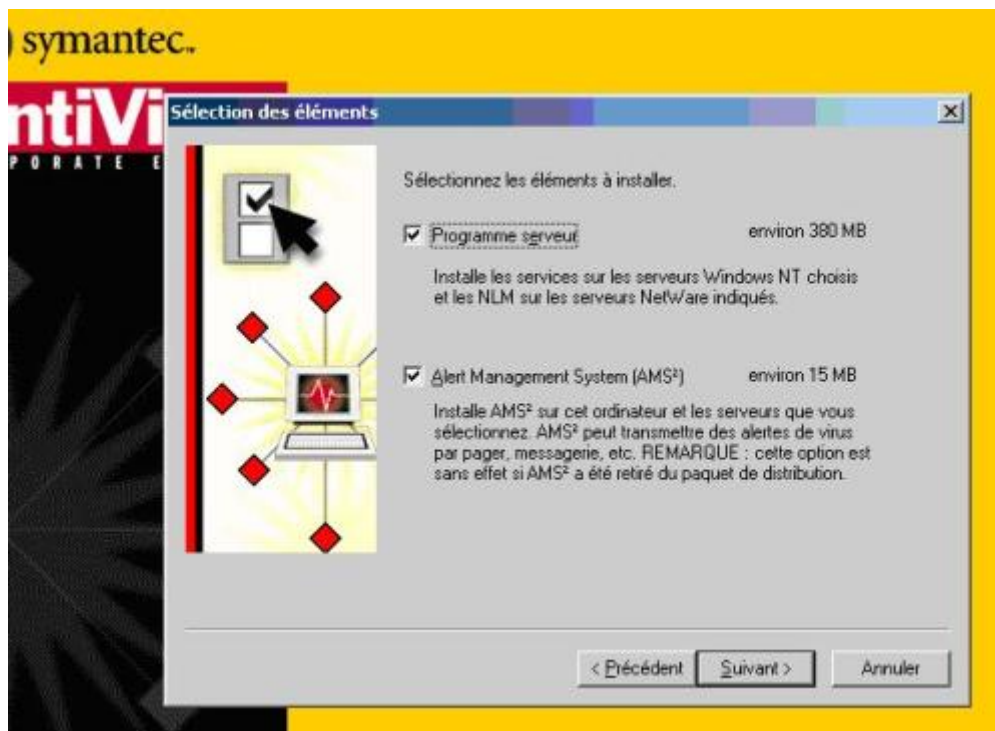 symantec™
ntiVi
PORATE E
Sélection des éléments
Sélectionnez les éléments à installer.
Programme serveur
environ 380 MB
Installe les services sur les serveurs Windows NT choisis
et les NLM sur les serveurs NetWare indiqués.
Alert Management System (AMS²)
environ 15 MB
Installe AMS² sur cet ordinateur et les serveurs que vous
sélectionnez. AMS² peut transmettre des alertes de virus
par pager, messagerie, etc. REMARQUE : cette option est
sans effet si AMS² a été retiré du paquet de distribution.
< Précédent
Suivant >
Annuler